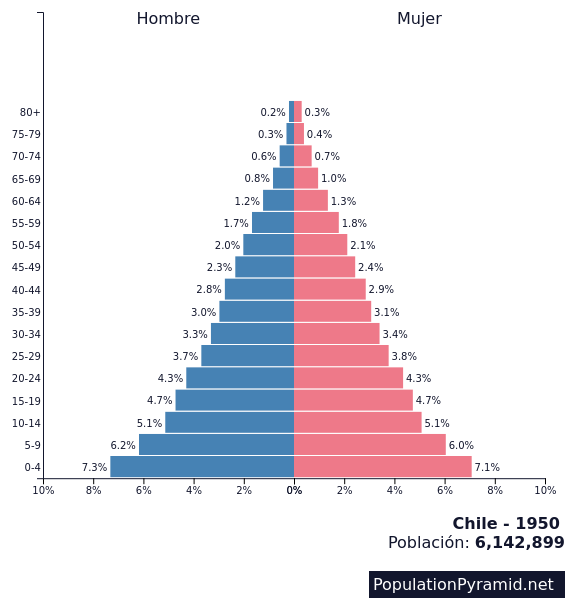 Hombre Mujer
80+ 0.2% 0.3%
75-79 0.3% 0.4%
70-74 0.6% 0.7%
65-69 0.8% 1.0%
60-64 1.2% 1.3%
55-59 1.7% 1.8%
50-54 2.0% 2.1%
45-49 2.3% 2.4%
40-44 2.8% 2.9%
35-39 3.0% 3.1%
30-34 3.3% 3.4%
25-29 3.7% 3.8%
20-24 4.3% 4.3%
15-19 4.7% 4.7%
10-14 5.1% 5.1%
5-9 6.2% 6.0%
0-4 7.3% 7.1%
10% 8% 6% 4% 2% 0% 2% 4% 6% 8% 10%
Chile - 1950
Población: 6,142,899
PopulationPyramid.net